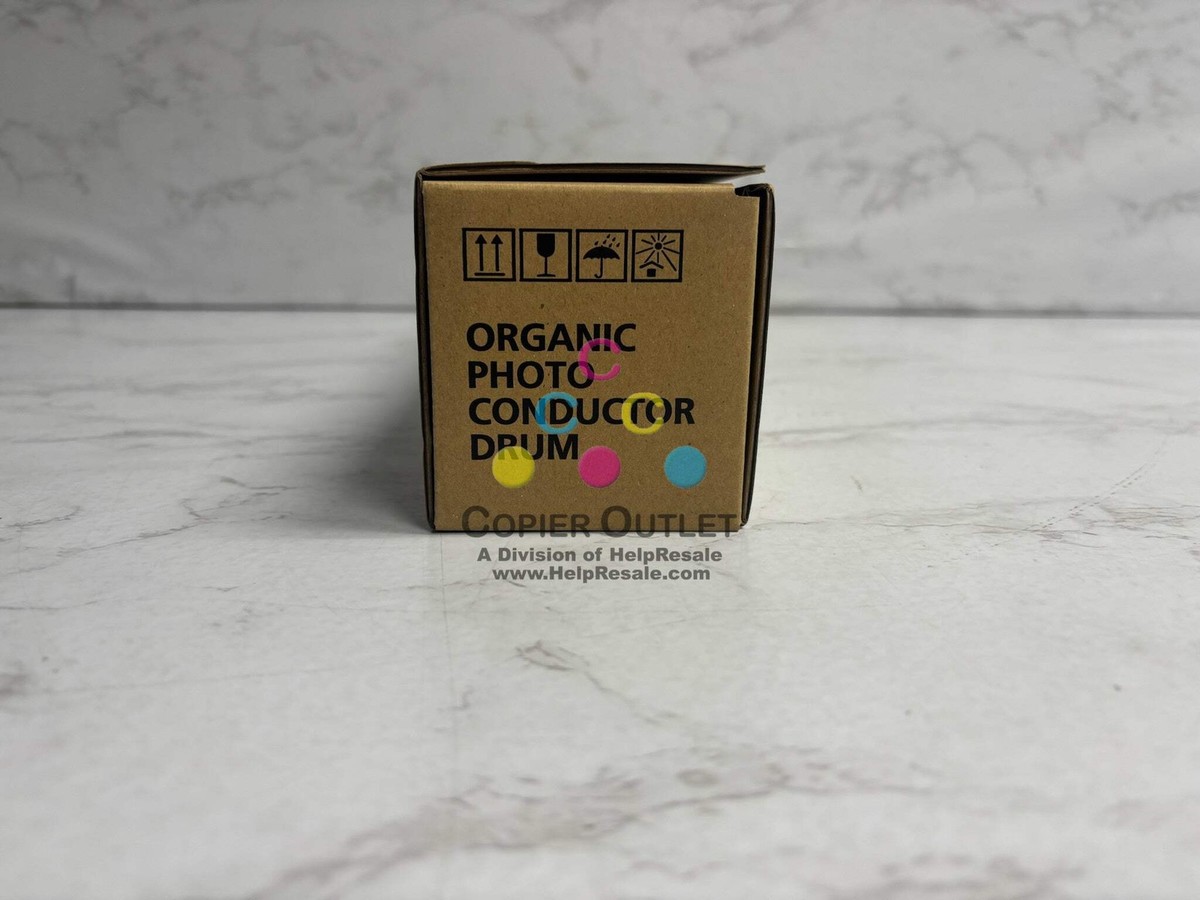 ORGANIC
PHOTO
CONDUCTOR
DRUM
C
C C
COPIER OUTLET
A Division of HelpResale
www.HelpResale.com